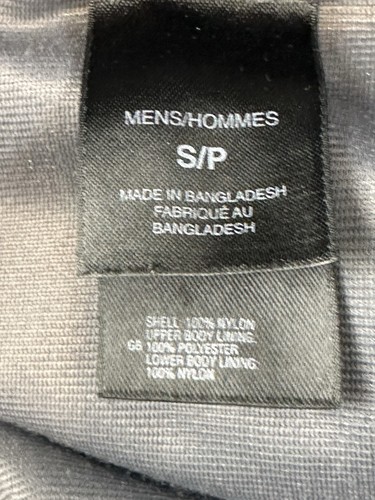 MENS/HOMMES
S/P
MADE IN BANGLADESH
FABRIQUÉ AU
BANGLADESH
SHELL: 100% NYLON
UPPER BODY LINING:
GB 100% POLYESTER
LOWER BODY LINING:
100% NYLON